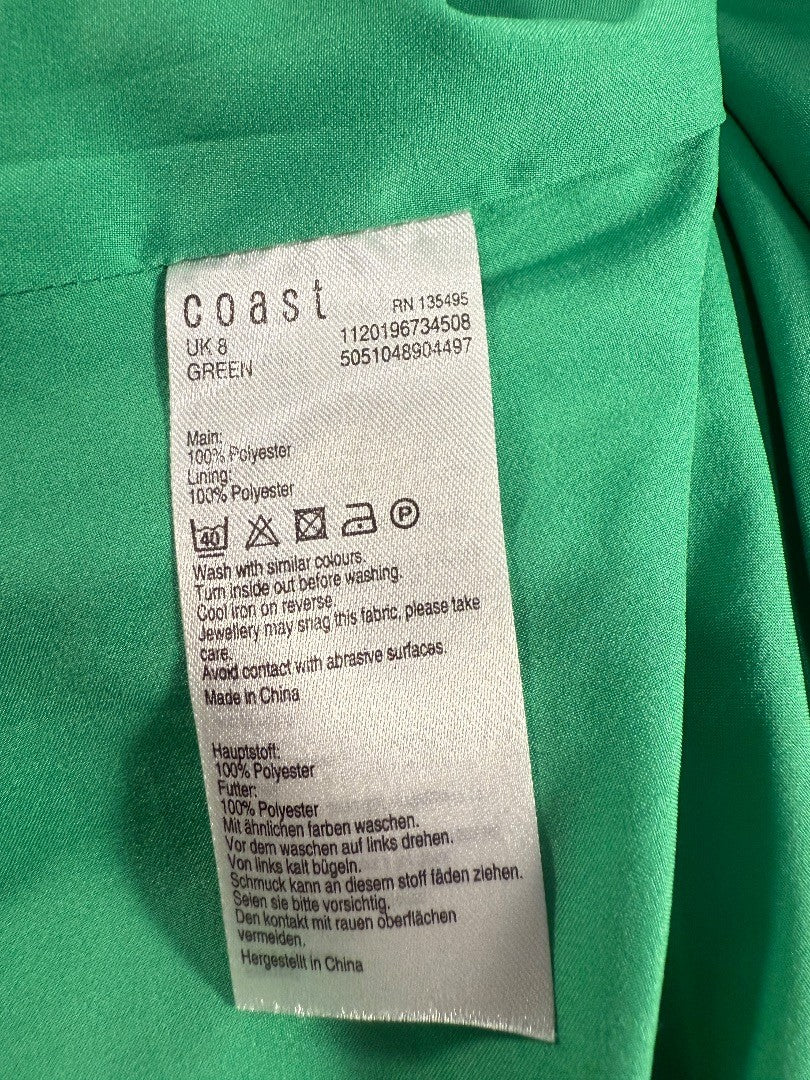 coast
RN 135495
UK 8
1120196734508
GREEN
5051048904497
Main:
100% Polyester
Lining:
100% Polyester
40
P
Wash with similar colours.
Turn inside out before washing.
Cool iron on reverse.
Jewellery may snag this fabric, please take
care.
Avoid contact with abrasive surfaces.
Made in China
Hauptstoff:
100% Polyester
Futter:
100% Polyester
Mit ähnlichen farben waschen.
Vor dem waschen auf links drehen.
Von links kalt bügeln.
Schmuck kann an diesem stoff fäden ziehen.
Seien sie bitte vorsichtig.
Den kontakt mit rauen oberflächen
vermeiden.
Hergestellt in China